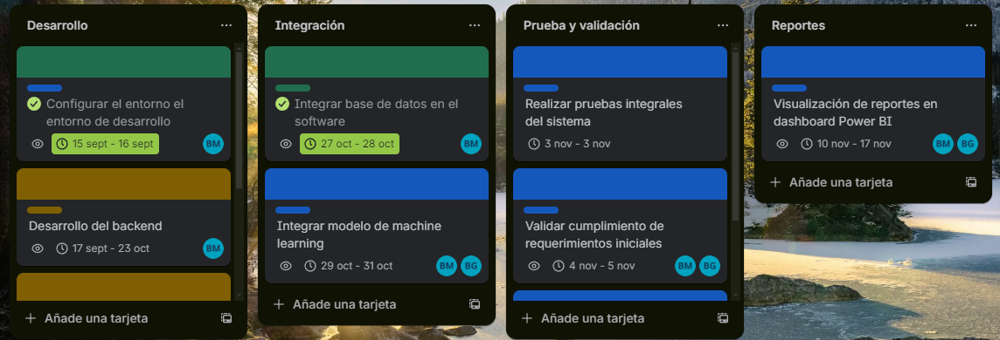 Desarrollo
Configurar el entorno el
entorno de desarrollo
15 sept - 16 sept
BM
Desarrollo del backend
17 sept - 23 oct
BM
Añade una tarjeta
Integración
Integrar base de datos en el
software
27 oct - 28 oct
BM
Integrar modelo de machine
learning
29 oct - 31 oct
BM BG
Añade una tarjeta
Prueba y validación
Realizar pruebas integrales
del sistema
3 nov - 3 nov
Validar cumplimiento de
requerimientos iniciales
4 nov - 5 nov
BM BG
Añade una tarjeta
Reportes
Visualización de reportes en
dashboard Power BI
10 nov - 17 nov
BM BG
Añade una tarjeta